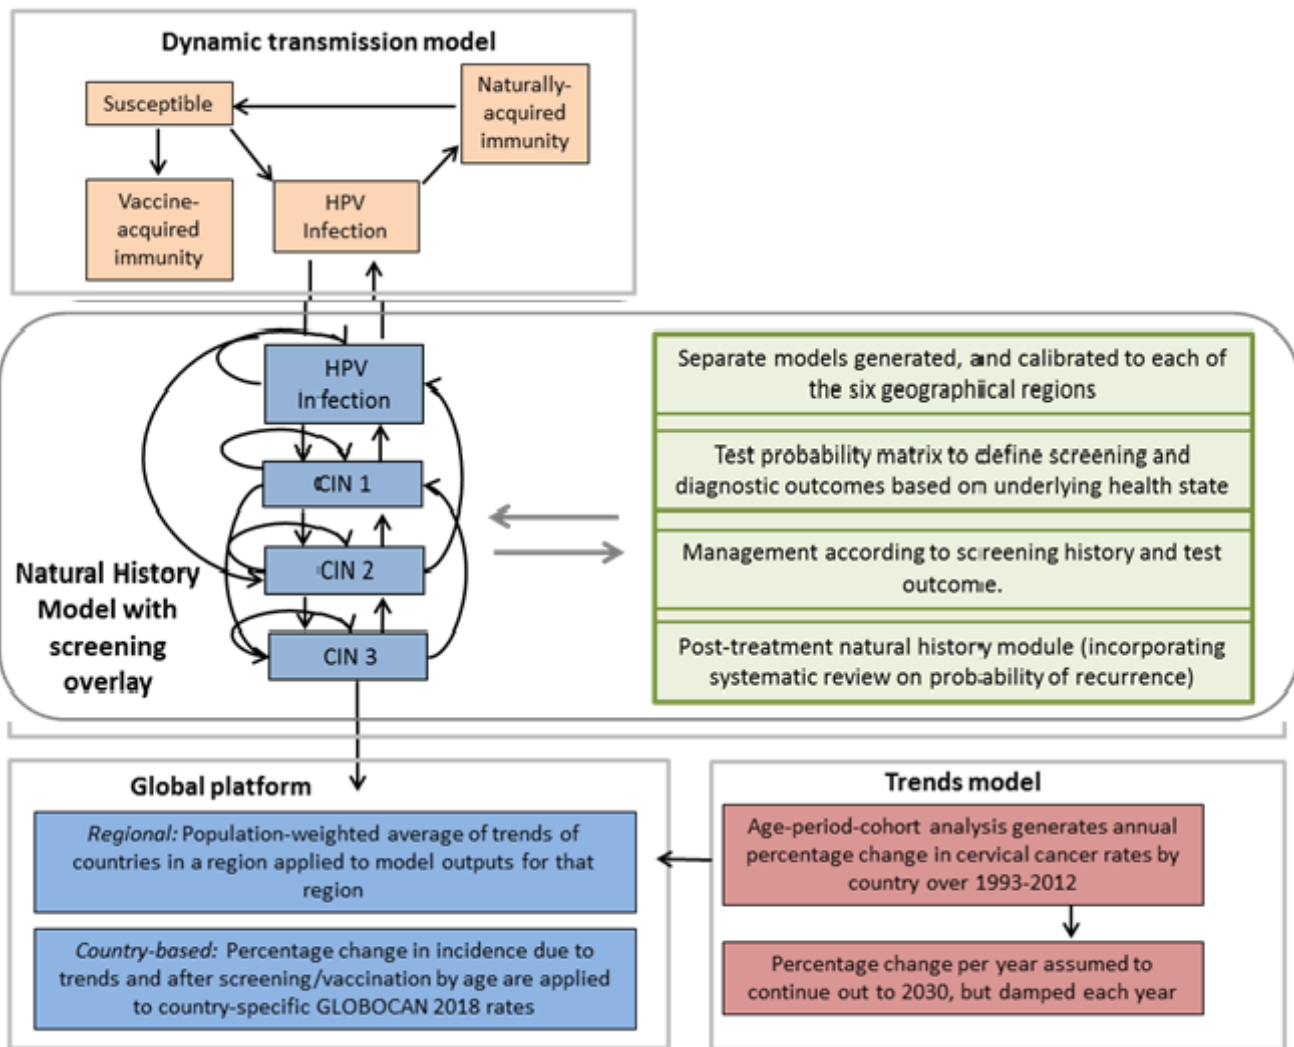 Dynamic transmission model
Susceptible
Naturally-
acquired
immunity
Vaccine-
acquired
immunity
HPV
Infection
HPV
Infection
CIN 1
CIN 2
CIN 3
Natural History
Model with
screening
overlay
Separate models generated, and calibrated to each of
the six geographical regions
Test probability matrix to define screening and
diagnostic outcomes based on underlying health state
Management according to screening history and test
outcome.
Post-treatment natural history module (incorporating
systematic review on probability of recurrence)
Global platform
Regional: Population-weighted average of trends of
countries in a region applied to model outputs for that
region
Country-based: Percentage change in incidence due to
trends and after screening/vaccination by age are applied
to country-specific GLOBOCAN 2018 rates
Trends model
Age-period-cohort analysis generates annual
percentage change in cervical cancer rates by
country over 1993-2012
Percentage change per year assumed to
continue out to 2030, but damped each year